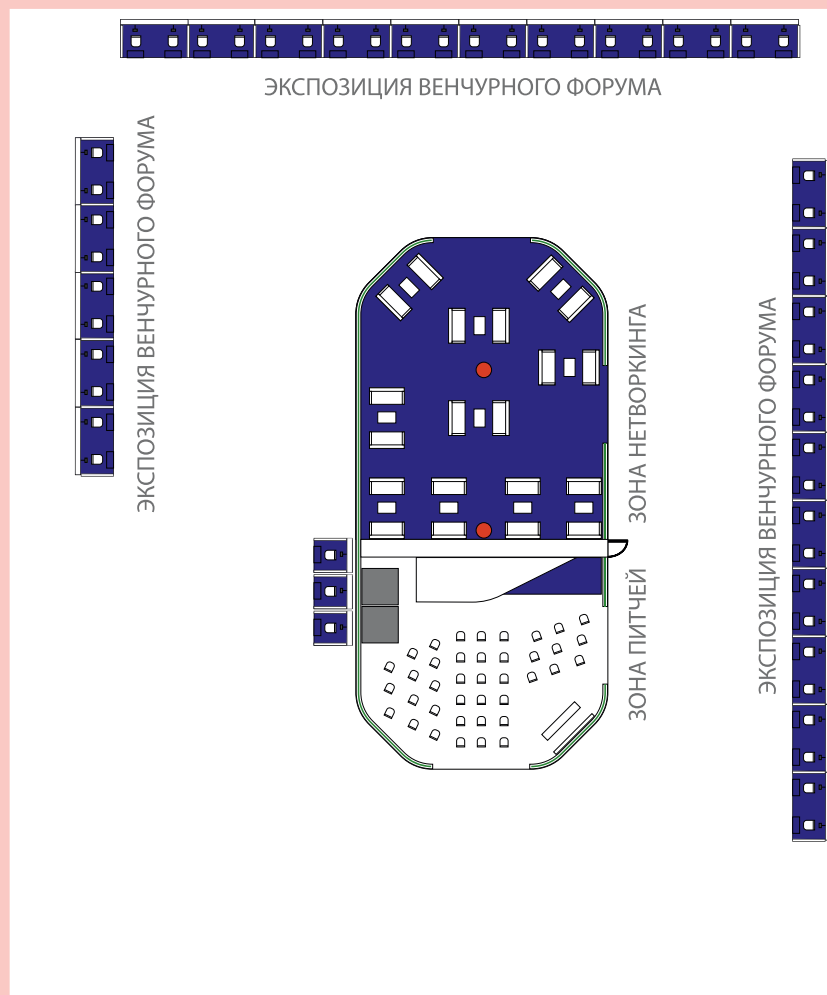 ЭКСПОЗИЦИЯ ВЕНЧУРНОГО ФОРУМА
ЭКСПОЗИЦИЯ ВЕНЧУРНОГО ФОРУМА
ЗОНА НЕТВОРКИНГА
ЗОНА ПИТЧЕЙ
ЭКСПОЗИЦИЯ ВЕНЧУРНОГО ФОРУМА